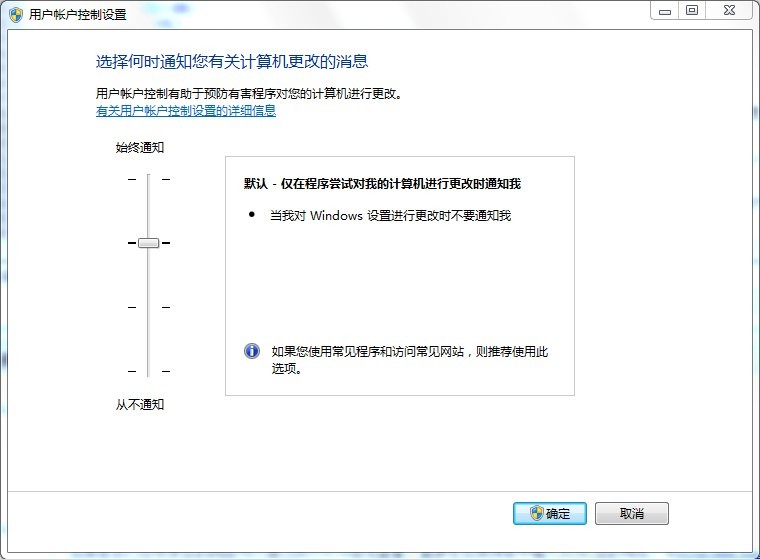 用户帐户控制设置
选择何时通知您有关计算机更改的消息
用户帐户控制有助于预防有害程序对您的计算机进行更改。
有关用户帐户控制设置的详细信息
始终通知
默认 - 仅在程序尝试对我的计算机进行更改时通知我
• 当我对 Windows 设置进行更改时不要通知我
如果您使用常见程序和访问常见网站，则推荐使用此
选项。
从不通知
确定
取消